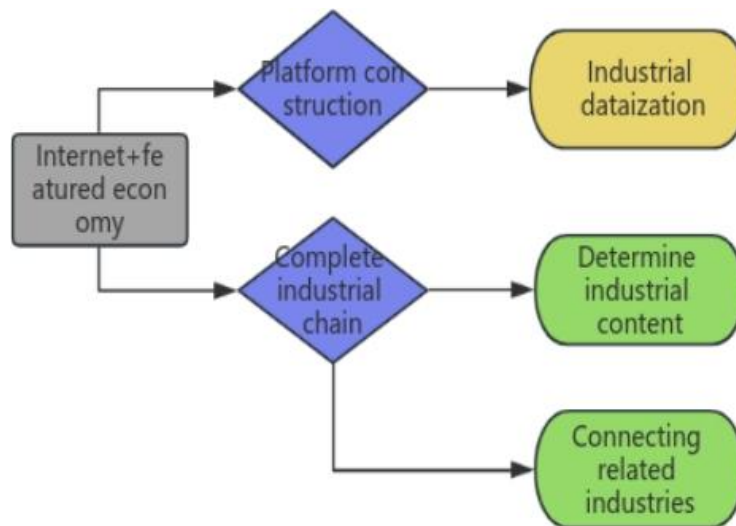 Platform con
struction
Industrial
dataization
Internet+fe
atured econ
omy
Complete
industrial
chain
Determine
industrial
content
Connecting
related
industries